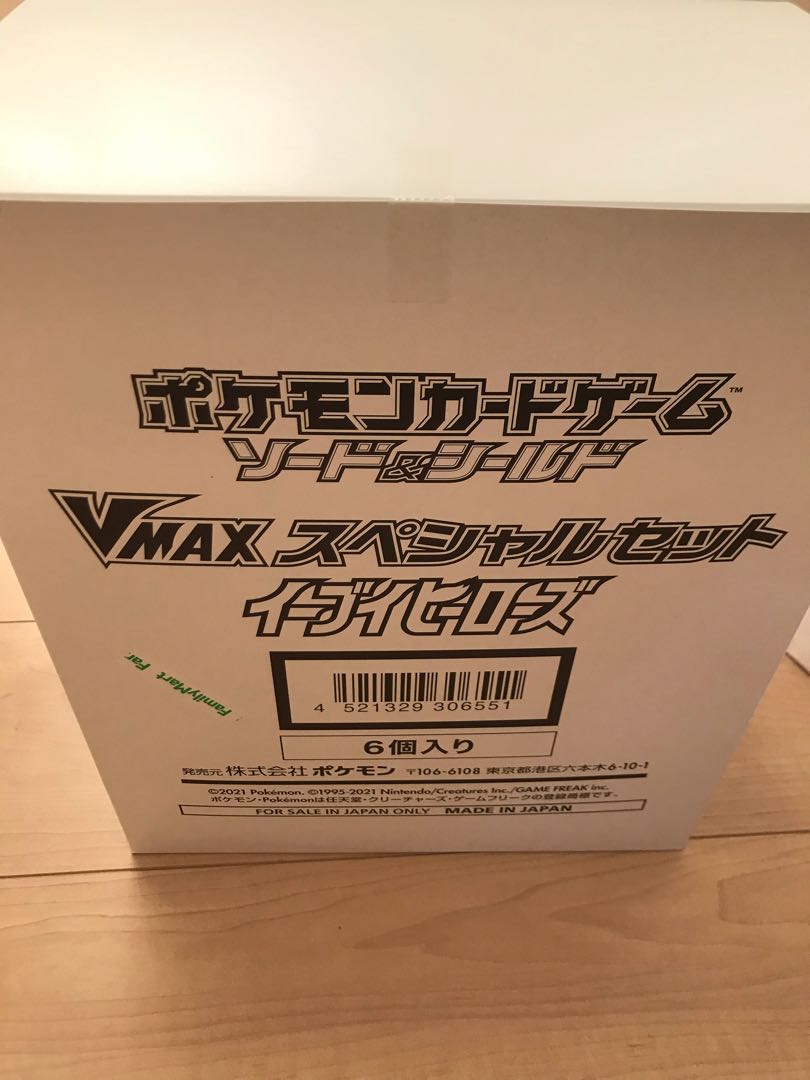 ポケモンカードゲーム™
ソード&シールド
VMAX スペシャルセット
イーブイヒーローズ
FamilyMart Far
4 521329 306551
6個入り
発売元 株式会社 ポケモン 〒106-6108 東京都港区六本木6-10-1
©2021 Pokémon. ©1995-2021 Nintendo/Creatures Inc./GAME FREAK inc.
ポケモン・Pokémonは任天堂・クリーチャーズ・ゲームフリークの登録商標です。
FOR SALE IN JAPAN ONLY MADE IN JAPAN